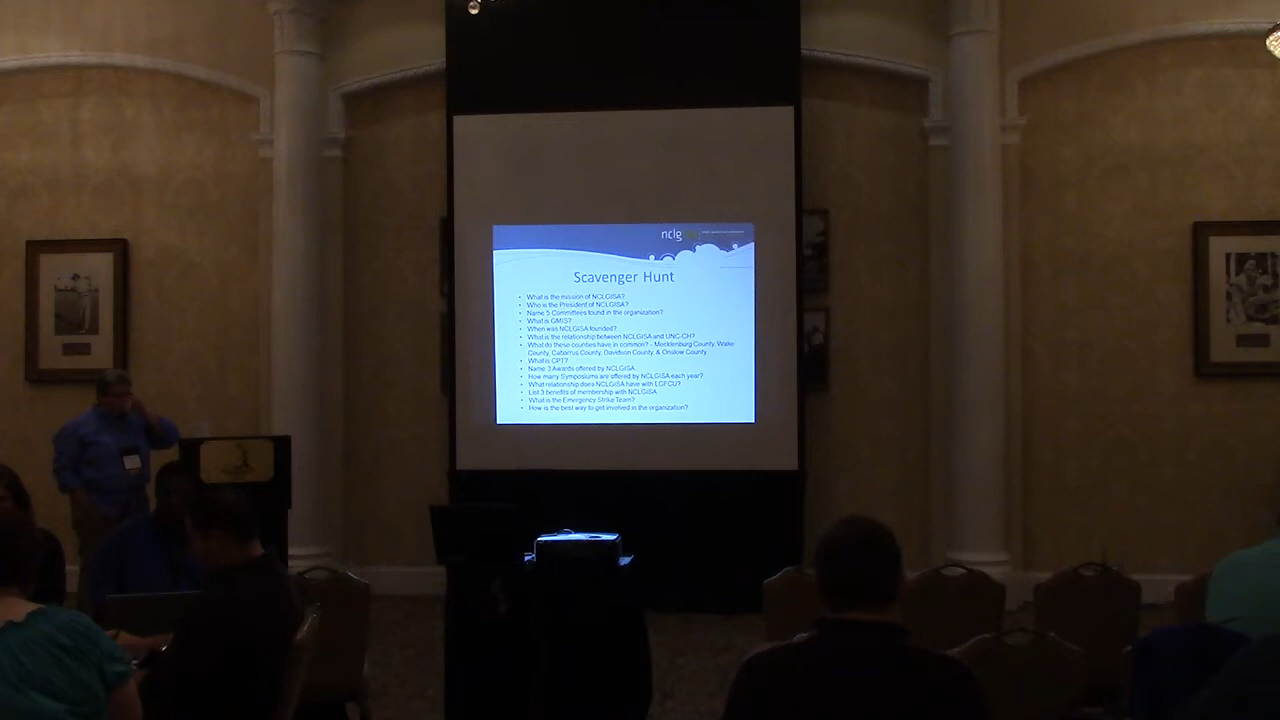 nclg
Scavenger Hunt
• What is the mission of NCLGISA?
• Who is the President of NCLGISA?
• Name 5 Committees found in the organization?
• What is GMIS?
• When was NCLGISA founded?
• What is the relationship between NCLGISA and UNC-CH?
• What do these counties have in common? - Mecklenburg County, Wake
County, Cabarrus County, Davidson County, & Onslow County
• What is CPT?
• Name 3 Awards offered by NCLGISA.
• How many Symposiums are offered by NCLGISA each year?
• What relationship does NCLGISA have with LGFCU?
• List 3 benefits of membership with NCLGISA.
• What is the Emergency Strike Team?
• How is the best way to get involved in the organization?